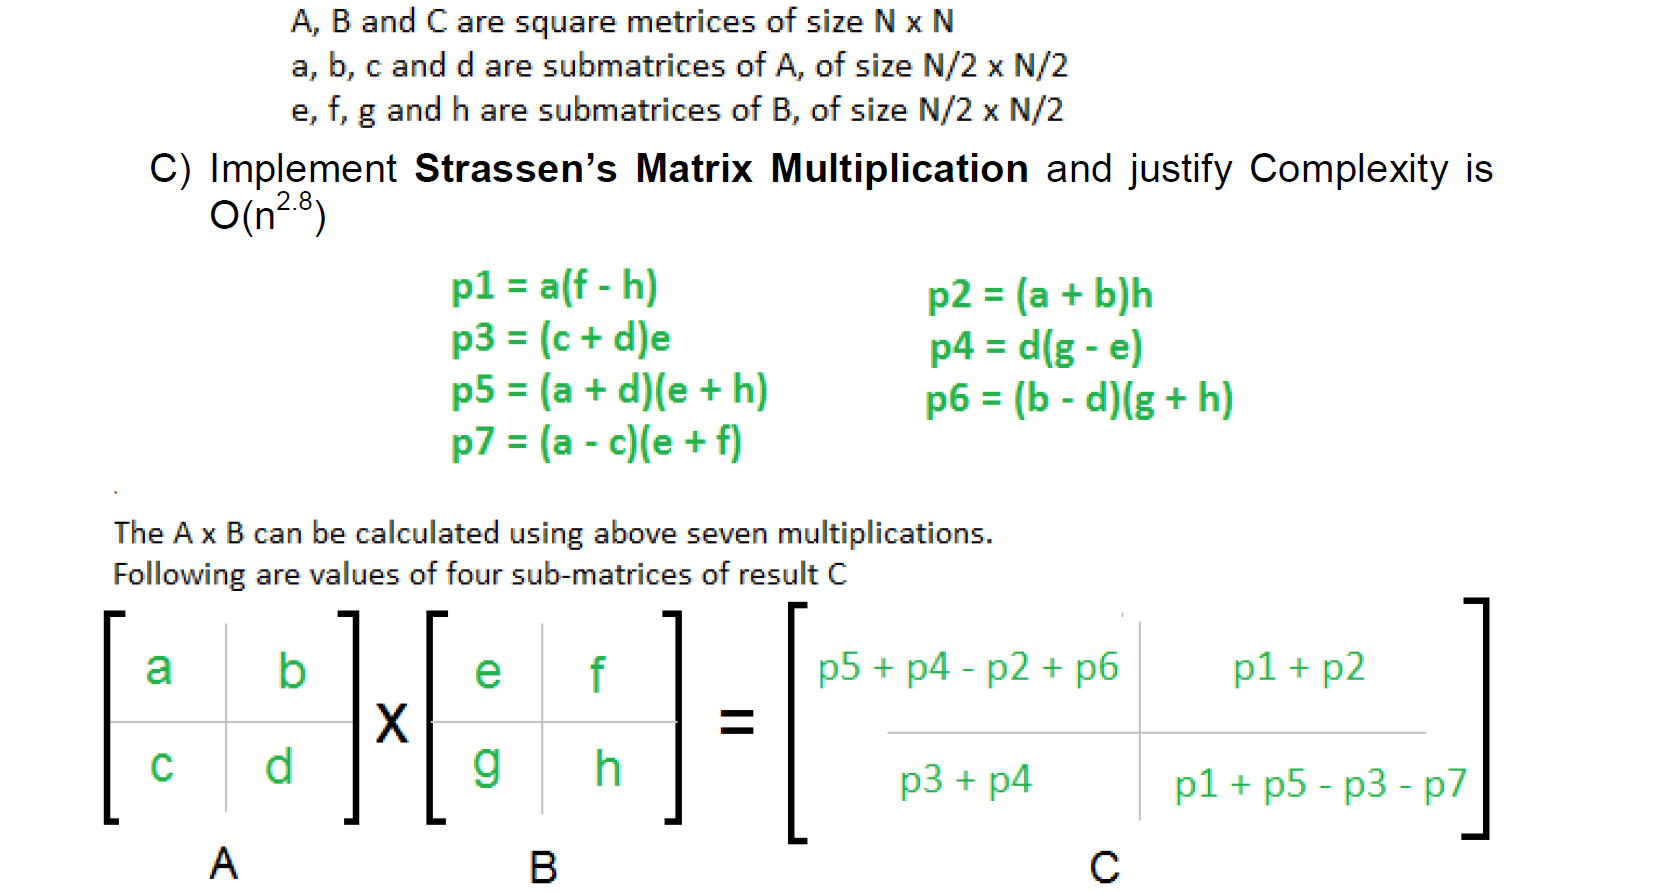 A, B and C are square metrices of size N x N
a, b, c and d are submatrices of A, of size N/2 x N/2
e, f, g and h are submatrices of B, of size N/2 x N/2
C) Implement Strassen's Matrix Multiplication and justify Complexity is
O(n^2.8)
p1 = a(f - h)
p2 = (a + b)h
p3 = (c + d)e
p4 = d(g - e)
p5 = (a + d)(e + h)
p6 = (b - d)(g + h)
p7 = (a - c)(e + f)
The A x B can be calculated using above seven multiplications.
Following are values of four sub-matrices of result C
a b e f p5 + p4 - p2 + p6 p1 + p2
X =
c d g h p3 + p4 p1 + p5 - p3 - p7
A B C